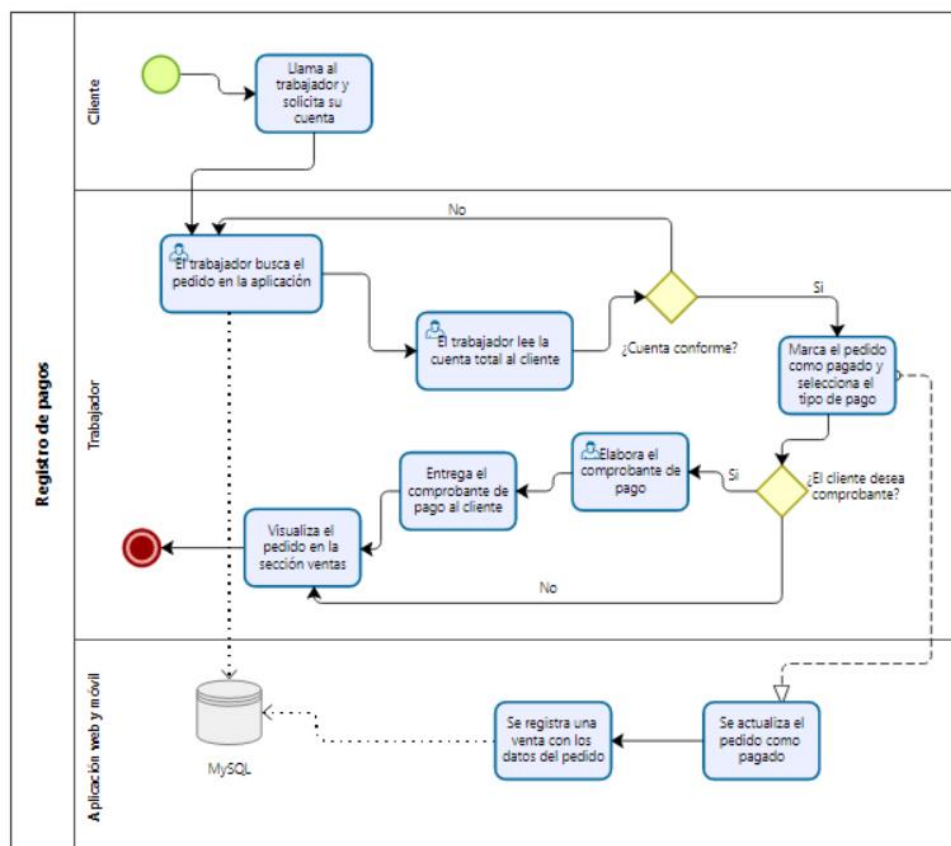 Registro de pagos
Cliente
Llama al
trabajador y
solicita su
cuenta
Trabajador
No
El trabajador busca el
pedido en la aplicación
El trabajador lee la
cuenta total al cliente
¿Cuenta conforme?
Si
Marca el pedido
como pagado y
selecciona el
tipo de pago
¿El cliente desea
comprobante?
Si
Elabora el
comprobante de
pago
Entrega el
comprobante de
pago al cliente
Visualiza el
pedido en la
sección ventas
No
Aplicación web y móvil
MySQL
Se registra una
venta con los
datos del pedido
Se actualiza el
pedido como
pagado